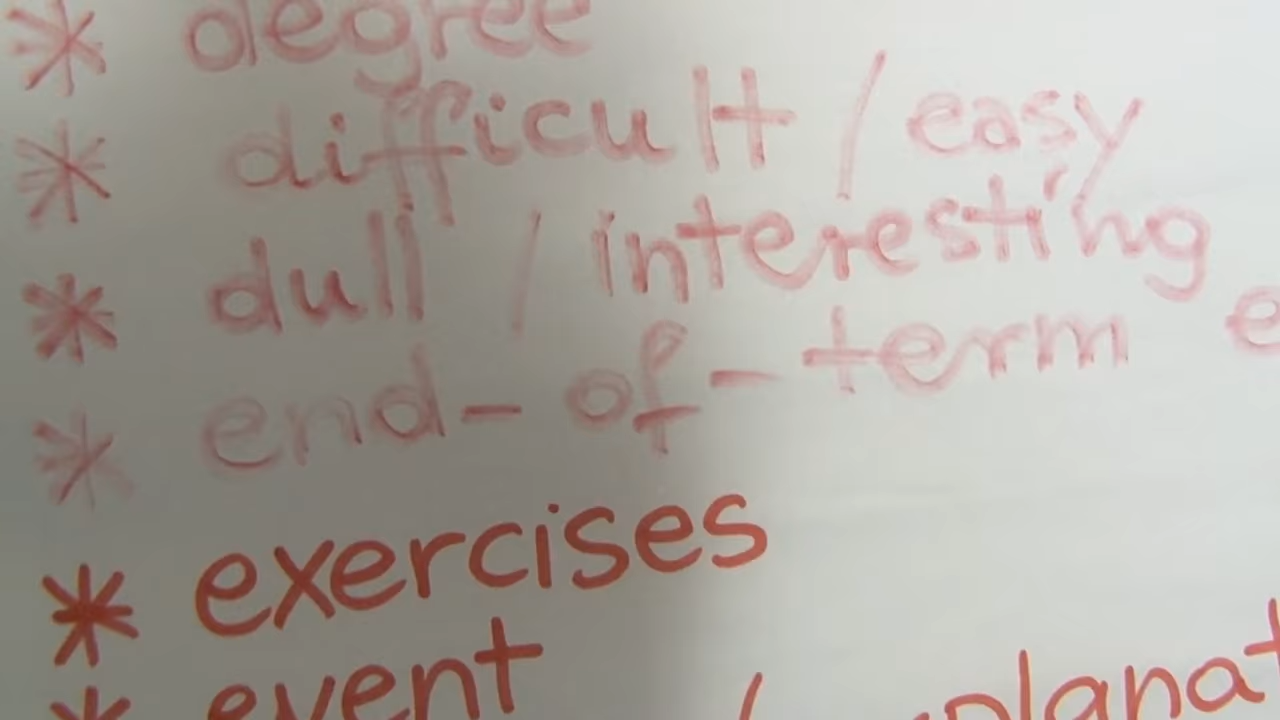 * degree
* difficult / easy
* dull / interesting
* end-of-term
* exercises
* event
/